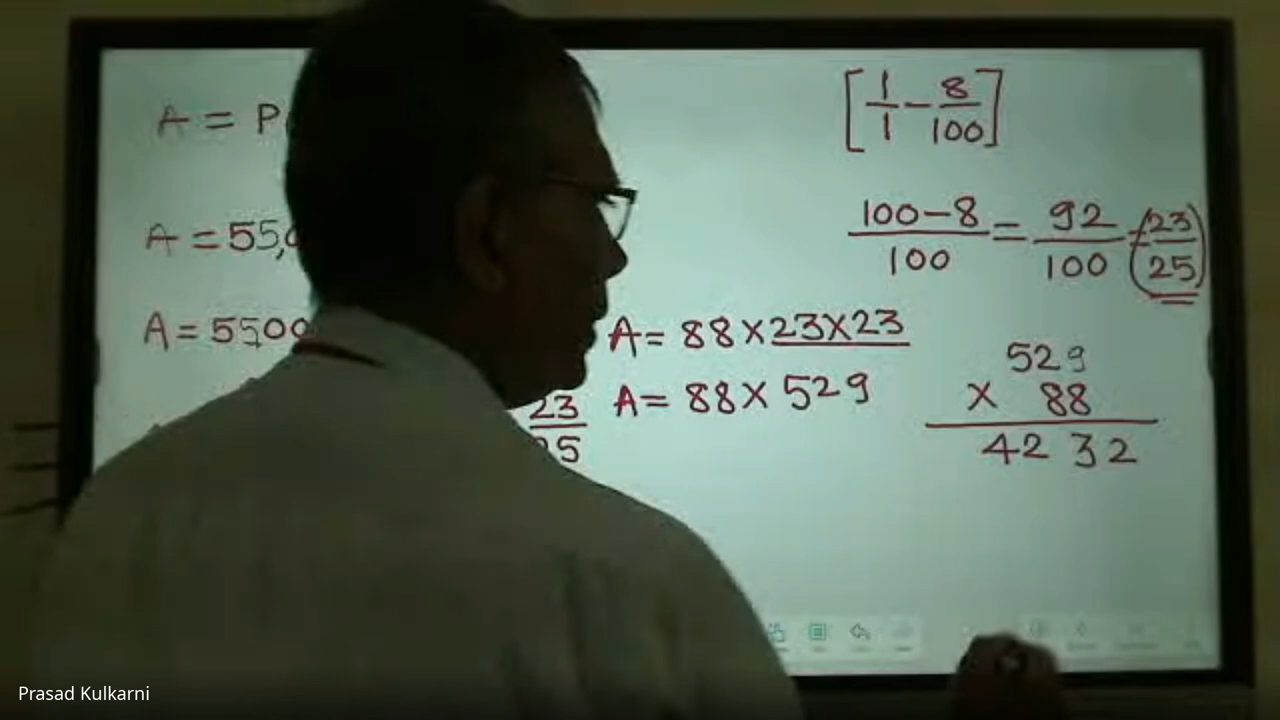 A = P
A = 55,
A = 5500
23
25
[1/1 - 8/100]
100-8/100 = 92/100 = (23/25)
A = 88 × 23×23
A = 88 × 529
529
× 88
4232
Prasad Kulkarni